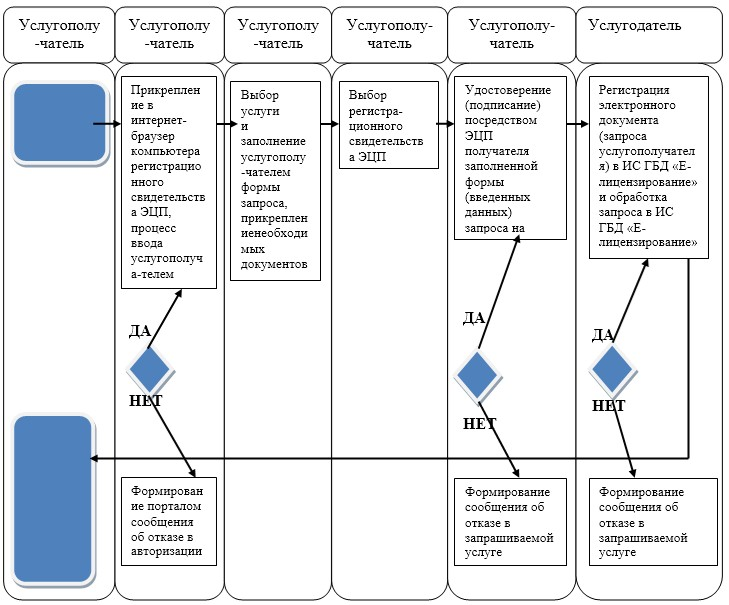 Услугополу
-чатель
Услугополу
-чатель
Услугополу
-чатель
Услугополу-
чатель
Услугополу-
чатель
Услугодатель
Прикреплен
ие в
интернет-
браузер
компьютера
регистрацио
нного
свидетельств
а ЭЦП,
процесс
ввода
услугополуч
а-телем
Выбор
услуги
и
заполнение
услугополу
-чателем
формы
запроса,
прикреплен
иенеобходи
мых
документов
Выбор
регистра-
ционного
свидетельств
а ЭЦП
Удостоверение
(подписание)
посредством
ЭЦП
получателя
заполненной
формы
(введенных
данных)
запроса на
Регистрация
электронного
документа
(запроса
услугополучател
я) в ИС ГБД «Е-
лицензирование»
и обработка
запроса в ИС
ГБД «Е-
лицензирование»
ДА
НЕТ
ДА
НЕТ
ДА
НЕТ
Формирован
ие порталом
сообщения
об отказе в
авторизации
Формирование
сообщения об
отказе в
запрашиваемой
услуге
Формирование
сообщения об
отказе в
запрашиваемой
услуге